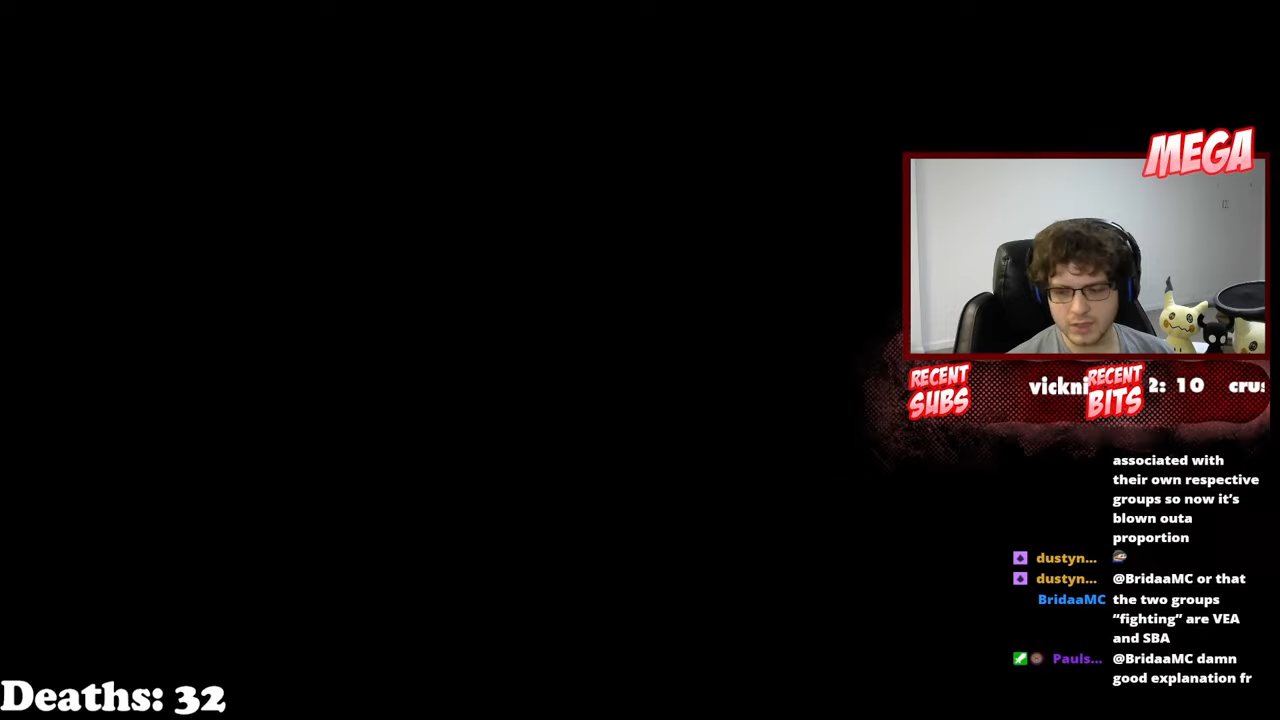 MEGA
RECENT
SUBS
vickni
RECENT
BITS
2: 10 crus
associated with
their own respective
groups so now it's
blown outa
proportion
dustyn...
dustyn... @BridaaMC or that
BridaaMC the two groups
“fighting” are VEA
and SBA
Pauls... @BridaaMC damn
good explanation fr
Deaths: 32